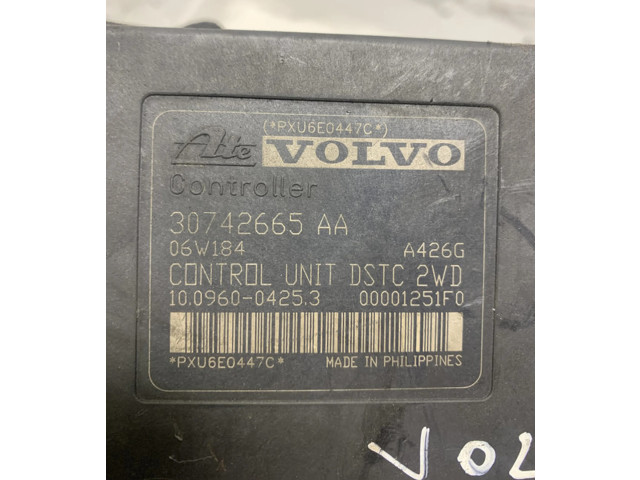 (*PXU6E0447C*)
Ate VOLVO
Controller
30742665 AA
06W184 A426G
CONTROL UNIT DSTC 2WD
10.0960-0425.3 00001251F0
*PXU6E0447C* MADE IN PHILIPPINES
VOL